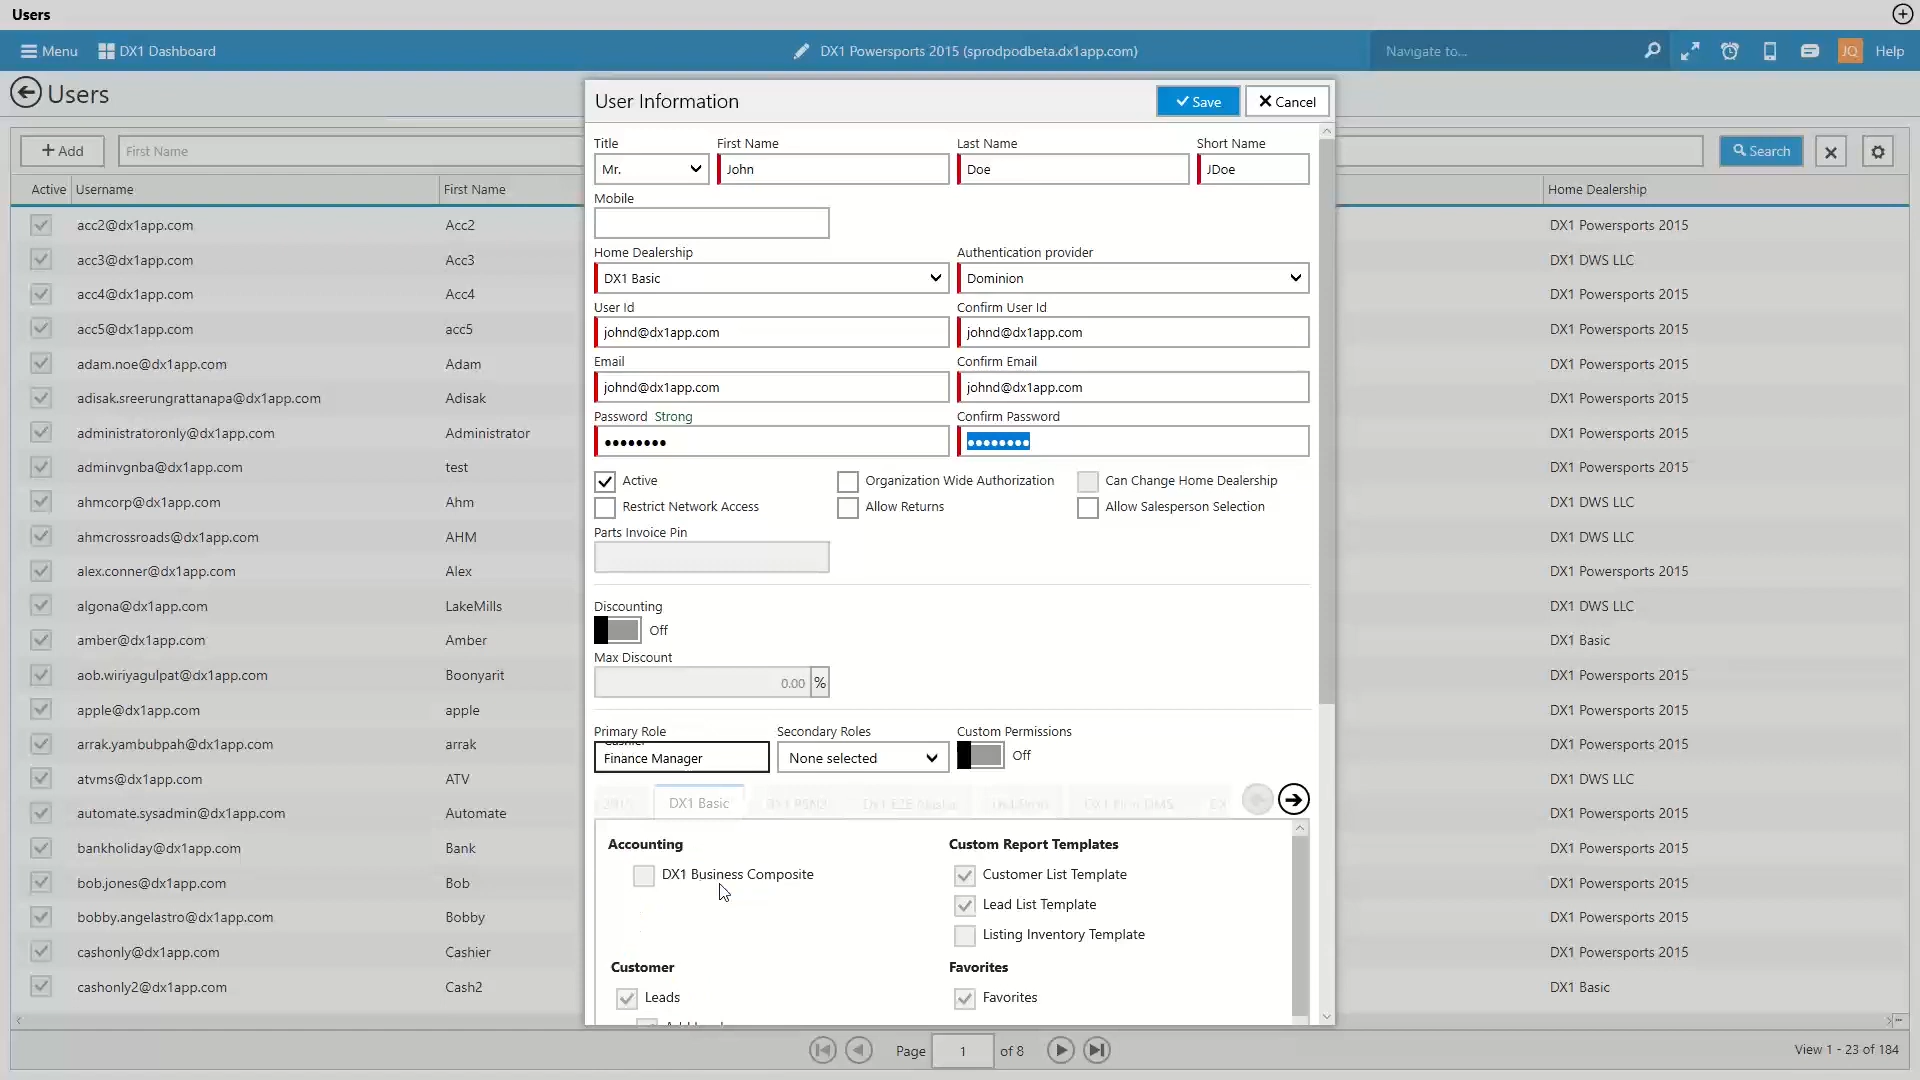 Users
Menu
DX1 Dashboard
DX1 Powersports 2015 (sprodpodbeta.dx1app.com)
Navigate to...
JQ
Help
Users
Add
First Name
Search
Active
Username
First Name
Home Dealership
acc2@dx1app.com Acc2 DX1 Powersports 2015
acc3@dx1app.com Acc3 DX1 DWS LLC
acc4@dx1app.com Acc4 DX1 Powersports 2015
acc5@dx1app.com acc5 DX1 Powersports 2015
adam.noe@dx1app.com Adam DX1 Powersports 2015
adisak.sreerungrattanapa@dx1app.com Adisak DX1 Powersports 2015
administratoronly@dx1app.com Administrator DX1 Powersports 2015
adminvgnba@dx1app.com test DX1 Powersports 2015
ahmcorp@dx1app.com Ahm DX1 DWS LLC
ahmcrossroads@dx1app.com AHM DX1 DWS LLC
alex.conner@dx1app.com Alex DX1 Powersports 2015
algona@dx1app.com LakeMills DX1 DWS LLC
amber@dx1app.com Amber DX1 Basic
aob.wiriyagulpat@dx1app.com Boonyarit DX1 Powersports 2015
apple@dx1app.com apple DX1 Powersports 2015
arrak.yambubpah@dx1app.com arrak DX1 Powersports 2015
atvms@dx1app.com ATV DX1 DWS LLC
automate.sysadmin@dx1app.com Automate DX1 Powersports 2015
bankholiday@dx1app.com Bank DX1 Powersports 2015
bob.jones@dx1app.com Bob DX1 Powersports 2015
bobby.angelastro@dx1app.com Bobby DX1 Powersports 2015
cashonly@dx1app.com Cashier DX1 Powersports 2015
cashonly2@dx1app.com Cash2 DX1 Basic
Page 1 of 8
View 1 - 23 of 184
User Information
Save
Cancel
Title First Name Last Name Short Name
Mr. John Doe JDoe
Mobile
Home Dealership Authentication provider
DX1 Basic Dominion
User Id Confirm User Id
johnd@dx1app.com johnd@dx1app.com
Email Confirm Email
johnd@dx1app.com johnd@dx1app.com
Password Strong Confirm Password
Active Organization Wide Authorization Can Change Home Dealership
Restrict Network Access Allow Returns Allow Salesperson Selection
Parts Invoice Pin
Discounting
Off
Max Discount
0.00 %
Primary Role Secondary Roles Custom Permissions
Finance Manager None selected Off
DX1 Basic
Accounting Custom Report Templates
DX1 Business Composite Customer List Template
Lead List Template
Listing Inventory Template
Customer Favorites
Leads Favorites